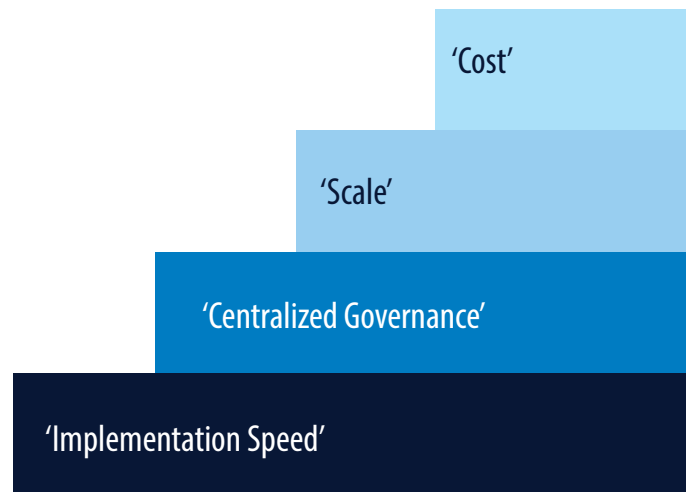 ‘Cost’
‘Scale’
‘Centralized Governance’
‘Implementation Speed’